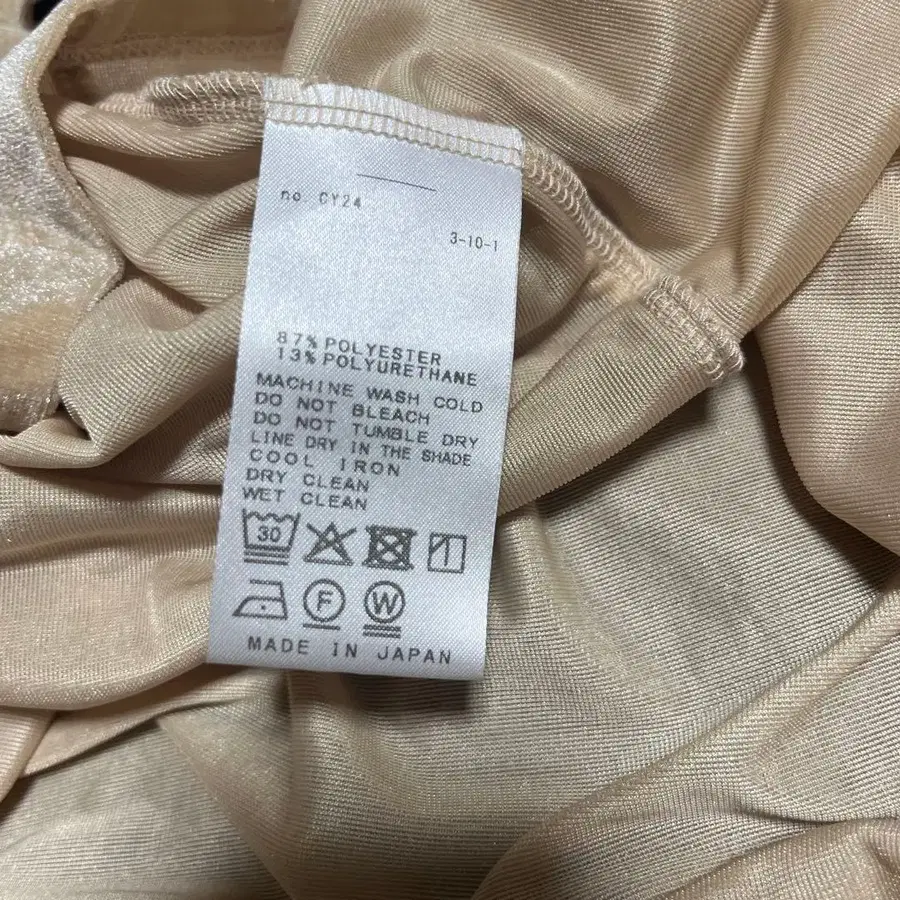 no. CY24
3-10-1
87% POLYESTER
13% POLYURETHANE
MACHINE WASH COLD
DO NOT BLEACH
DO NOT TUMBLE DRY
LINE DRY IN THE SHADE
COOL IRON
DRY CLEAN
WET CLEAN
30
F W
MADE IN JAPAN